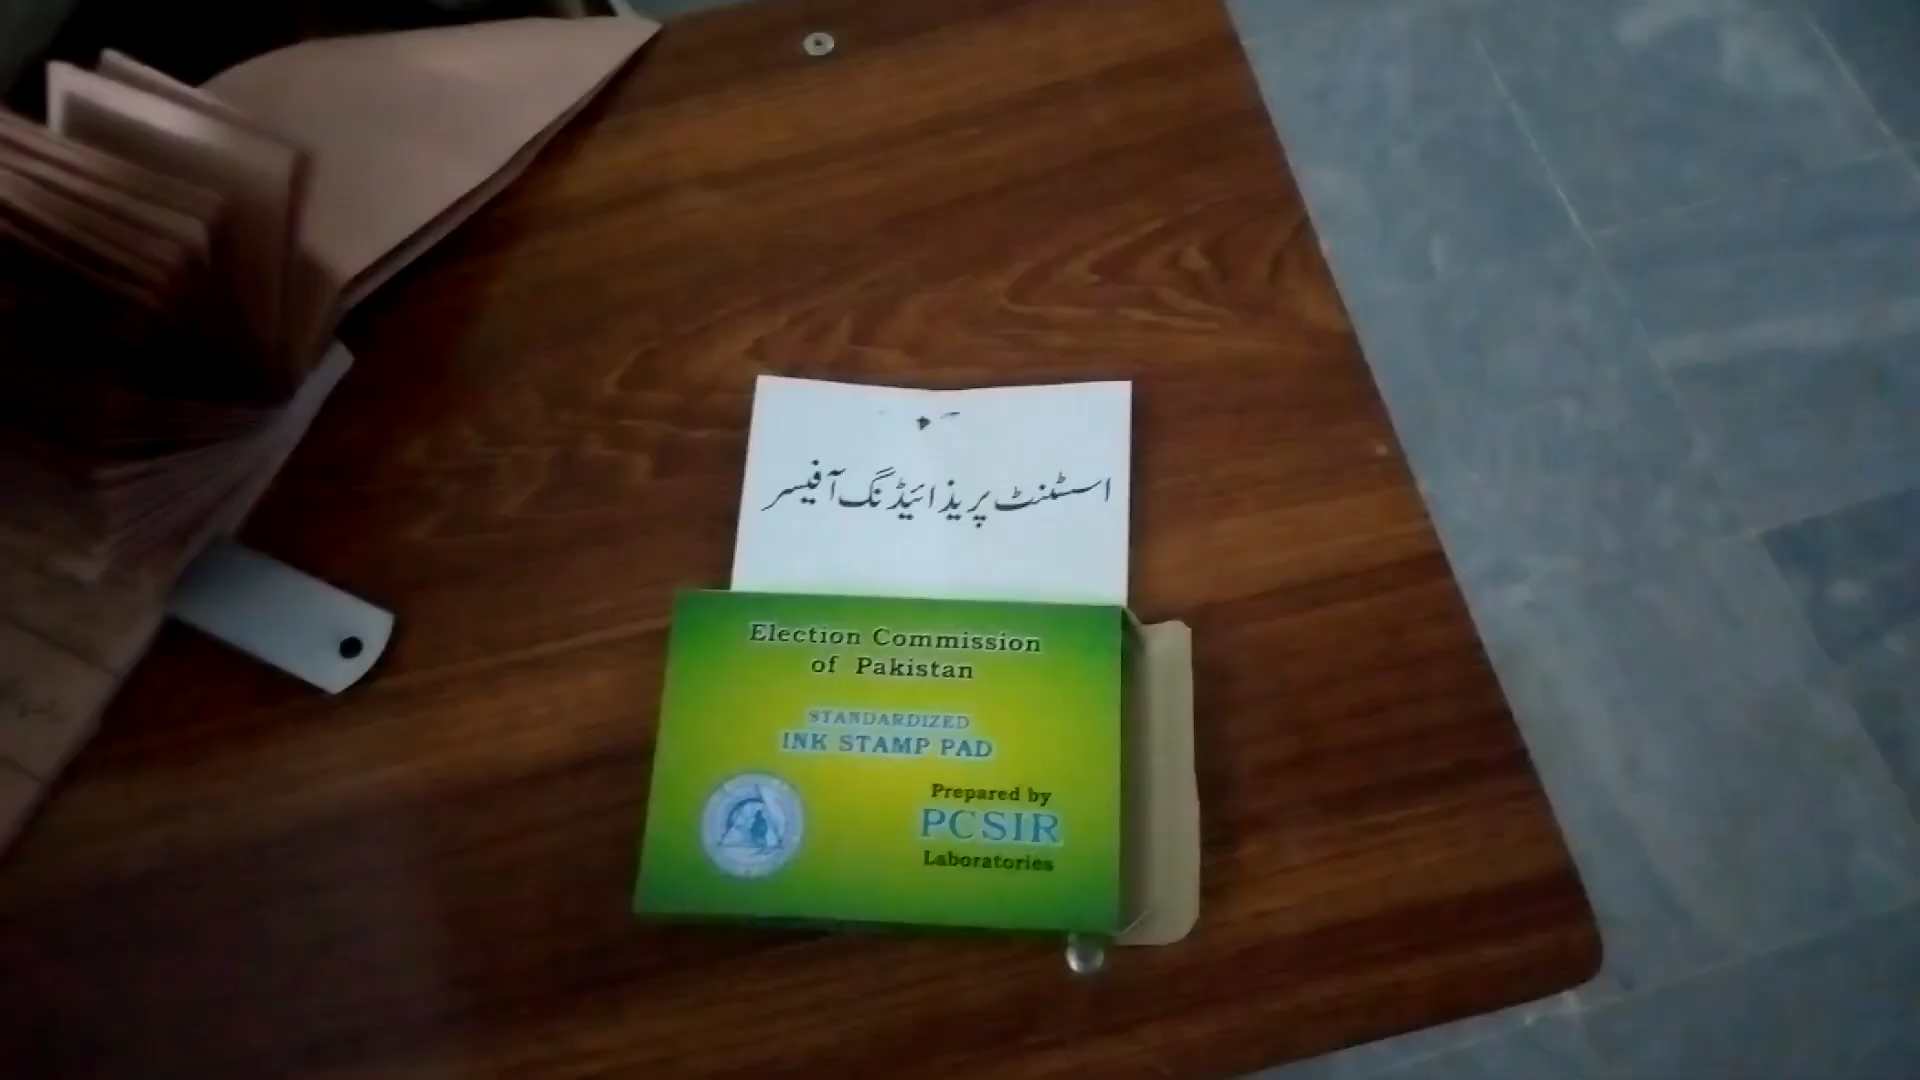 اسسٹنٹ پریذائیڈنگ آفیسر
Election Commission
of Pakistan
STANDARDIZED
INK STAMP PAD
Prepared by
PCSIR
Laboratories